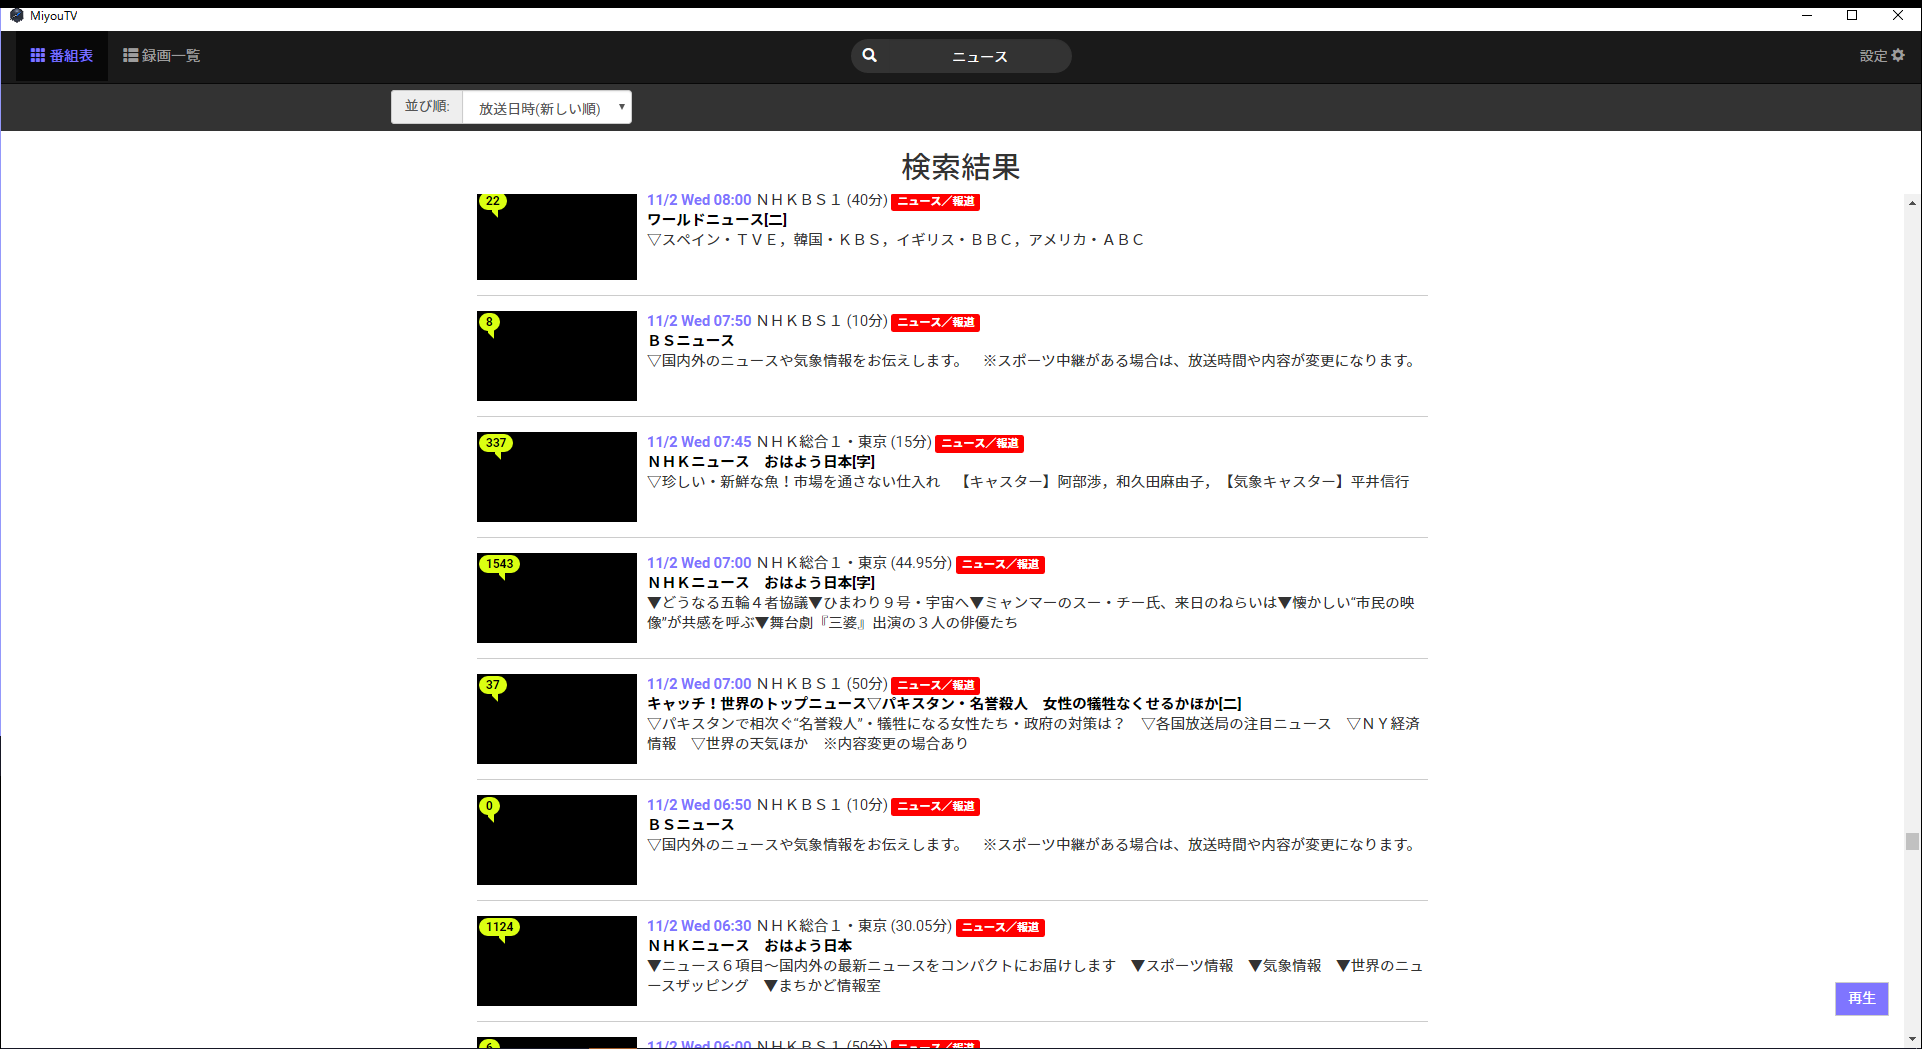 MiyouTV
番組表
録画一覧
ニュース
設定
並び順:
放送日時(新しい順)
検索結果
22
11/2 Wed 08:00 ＮＨＫＢＳ１ (40分) ニュース／報道
ワールドニュース[二]
▽スペイン・ＴＶＥ，韓国・ＫＢＳ，イギリス・ＢＢＣ，アメリカ・ＡＢＣ
8
11/2 Wed 07:50 ＮＨＫＢＳ１ (10分) ニュース／報道
ＢＳニュース
▽国内外のニュースや気象情報をお伝えします。　※スポーツ中継がある場合は、放送時間や内容が変更になります。
337
11/2 Wed 07:45 ＮＨＫ総合１・東京 (15分) ニュース／報道
ＮＨＫニュース　おはよう日本[字]
▽珍しい・新鮮な魚！市場を通さない仕入れ　【キャスター】阿部渉，和久田麻由子，【気象キャスター】平井信行
1543
11/2 Wed 07:00 ＮＨＫ総合１・東京 (44.95分) ニュース／報道
ＮＨＫニュース　おはよう日本[字]
▼どうなる五輪４者協議▼ひまわり９号・宇宙へ▼ミャンマーのスー・チー氏、来日のねらいは▼懐かしい“市民の映
像”が共感を呼ぶ▼舞台劇『三婆』出演の３人の俳優たち
37
11/2 Wed 07:00 ＮＨＫＢＳ１ (50分) ニュース／報道
キャッチ！世界のトップニュース▽パキスタン・名誉殺人　女性の犠牲なくせるかほか[二]
▽パキスタンで相次ぐ“名誉殺人”・犠牲になる女性たち・政府の対策は？　▽各国放送局の注目ニュース　▽ＮＹ経済
情報　▽世界の天気ほか　※内容変更の場合あり
0
11/2 Wed 06:50 ＮＨＫＢＳ１ (10分) ニュース／報道
ＢＳニュース
▽国内外のニュースや気象情報をお伝えします。　※スポーツ中継がある場合は、放送時間や内容が変更になります。
1124
11/2 Wed 06:30 ＮＨＫ総合１・東京 (30.05分) ニュース／報道
ＮＨＫニュース　おはよう日本
▼ニュース６項目～国内外の最新ニュースをコンパクトにお届けします　▼スポーツ情報　▼気象情報　▼世界のニュ
ースザッピング　▼まちかど情報室
再生
6
11/2 Wed 06:00 ＮＨＫＢＳ１ (50分) ニュース／報道